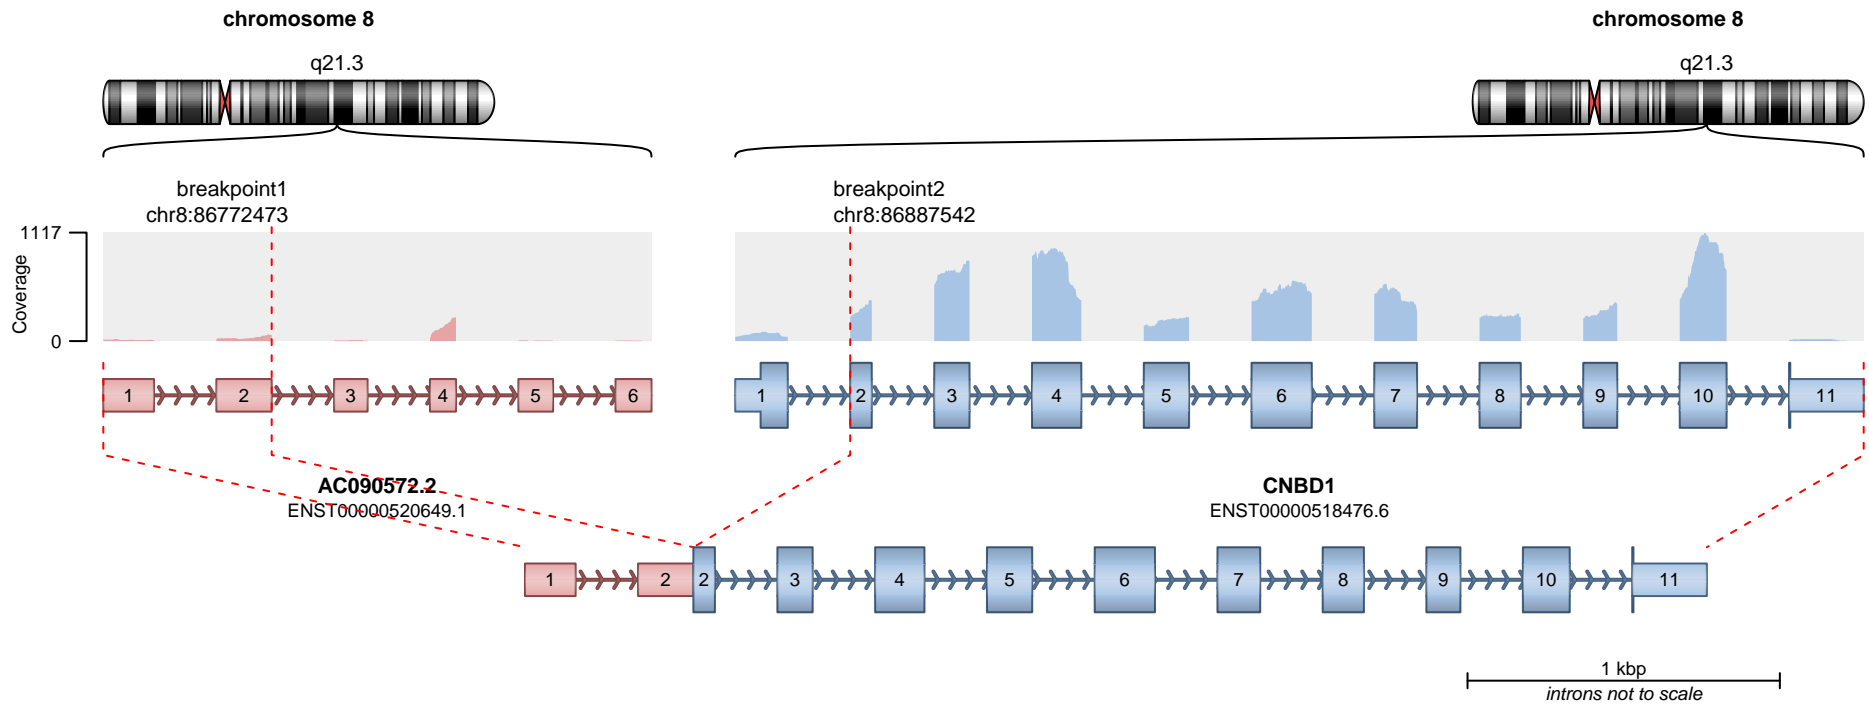 chromosome 8
chromosome 8
q21.3
q21.3
breakpoint1
chr8:86772473
breakpoint2
chr8:86887542
1117
Coverage
0
1 2 3 4 5 6
1 2 3 4 5 6 7 8 9 10 11
AC090572.2
ENST00000520649.1
CNBD1
ENST00000518476.6
1 2 2 3 4 5 6 7 8 9 10 11
1 kbp
introns not to scale